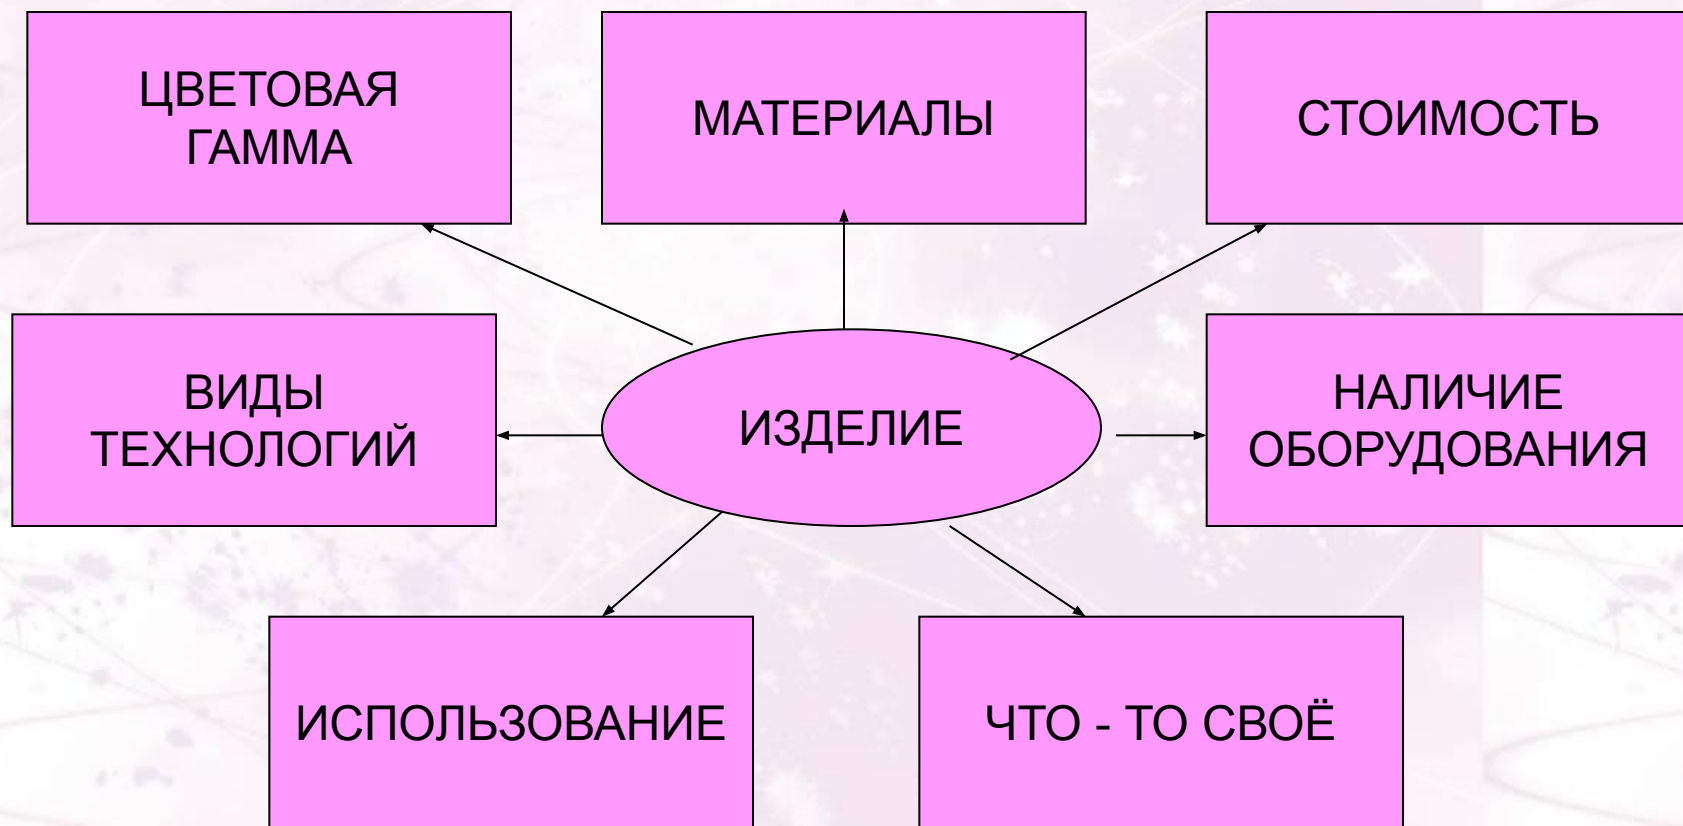 ЦВЕТОВАЯ
ГАММА
МАТЕРИАЛЫ
СТОИМОСТЬ
ВИДЫ
ТЕХНОЛОГИЙ
ИЗДЕЛИЕ
НАЛИЧИЕ
ОБОРУДОВАНИЯ
ИСПОЛЬЗОВАНИЕ
ЧТО - ТО СВОЁ